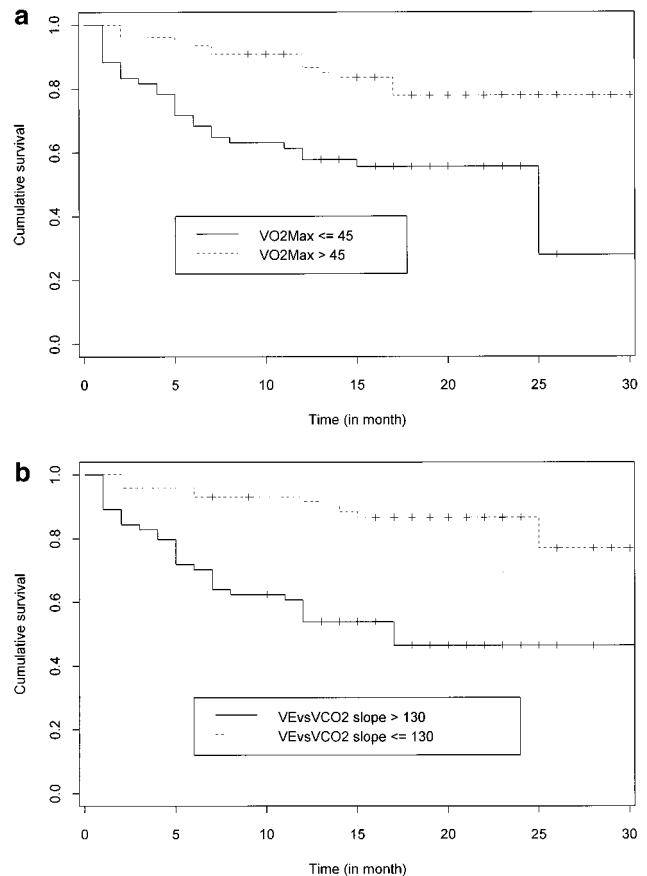 a
1.0
0.8
0.6
0.4
0.2
0.0
Cumulative survival
VO2Max <= 45
VO2Max > 45
0 5 10 15 20 25 30
Time (in month)
b
1.0
0.8
0.6
0.4
0.2
0.0
Cumulative survival
VEvsVCO2 slope > 130
VEvsVCO2 slope <= 130
0 5 10 15 20 25 30
Time (in month)